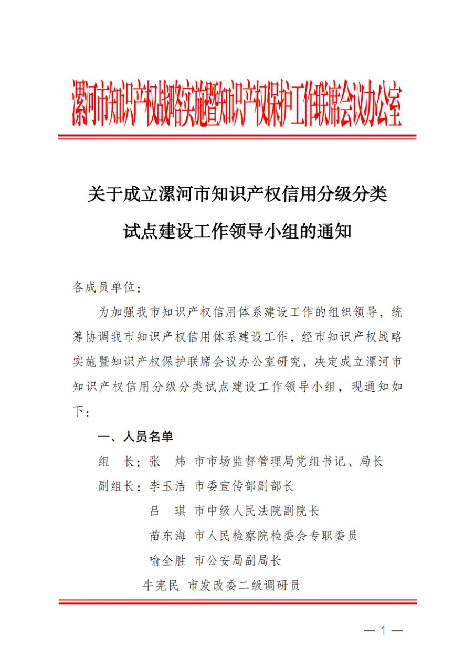 漯河市知识产权战略实施暨知识产权保护工作联席会议办公室
关于成立漯河市知识产权信用分级分类
试点建设工作领导小组的通知
各成员单位：
为加强我市知识产权信用体系建设工作的组织领导，统
筹协调我市知识产权信用体系建设工作，经市知识产权战略
实施暨知识产权保护联席会议办公室研究，决定成立漯河市
知识产权信用分级分类试点建设工作领导小组，现通知如
下：
一、人员名单
组 长：张 炜 市市场监督管理局党组书记、局长
副组长：李玉洁 市委宣传部副部长
吕 琪 市中级人民法院副院长
苗东海 市人民检察院检委会专职委员
喻全胜 市公安局副局长
牛宪民 市发改委二级调研员
— 1 —